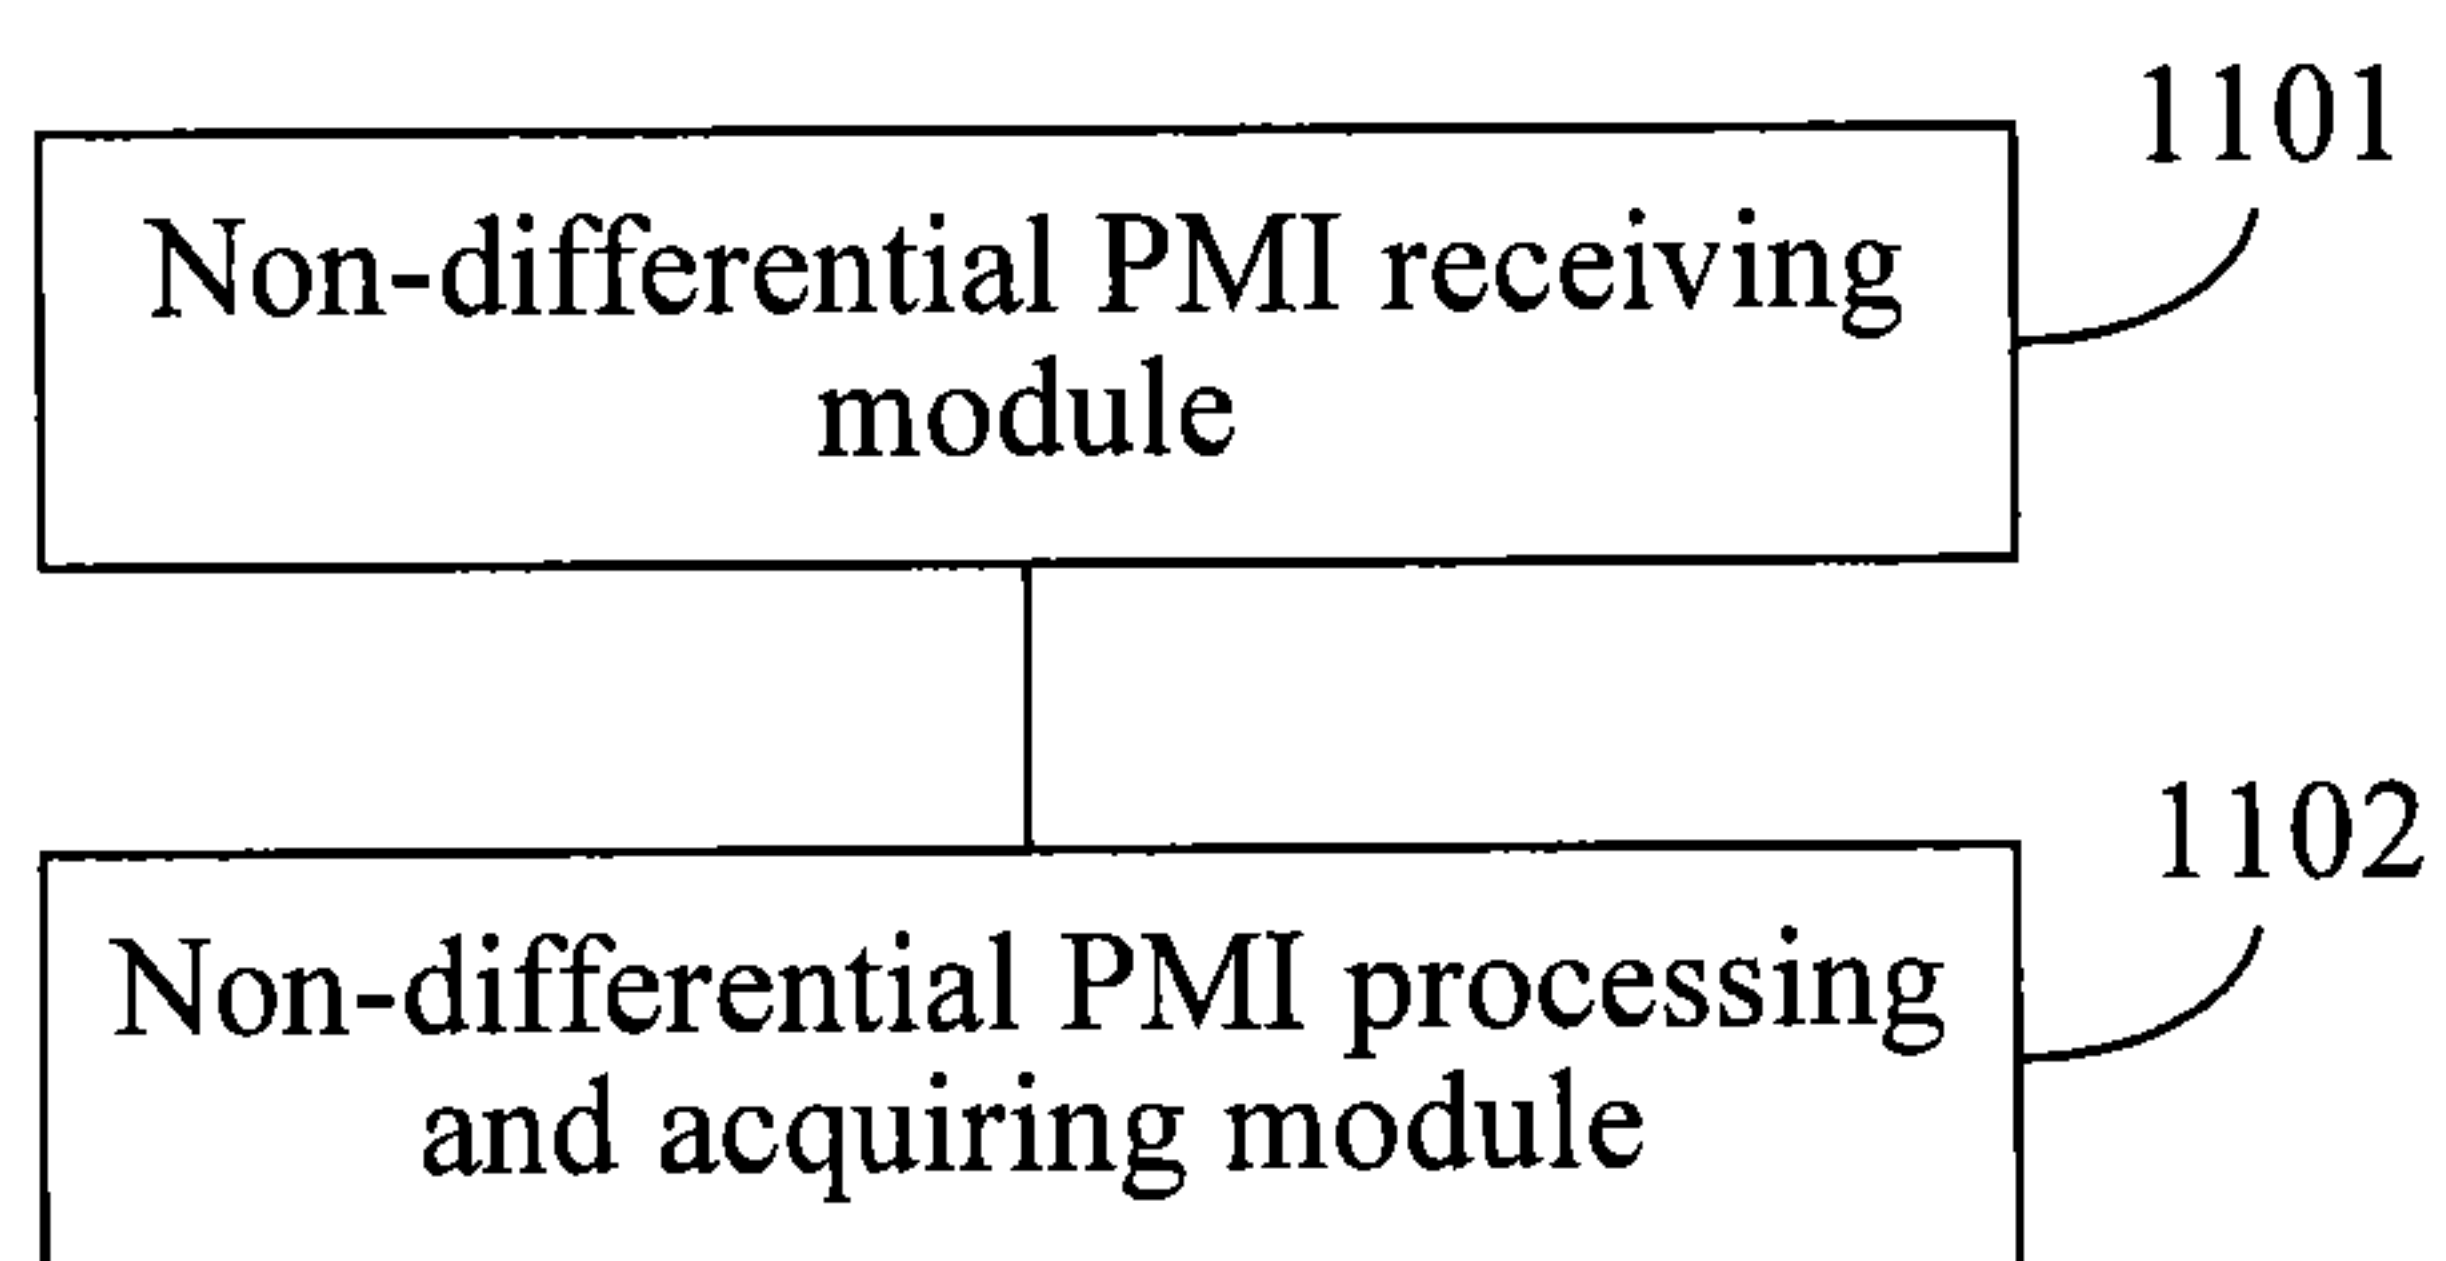 1101
Non-differential PMI receiving
module
1102
Non-differential PMI processing
and acquiring module